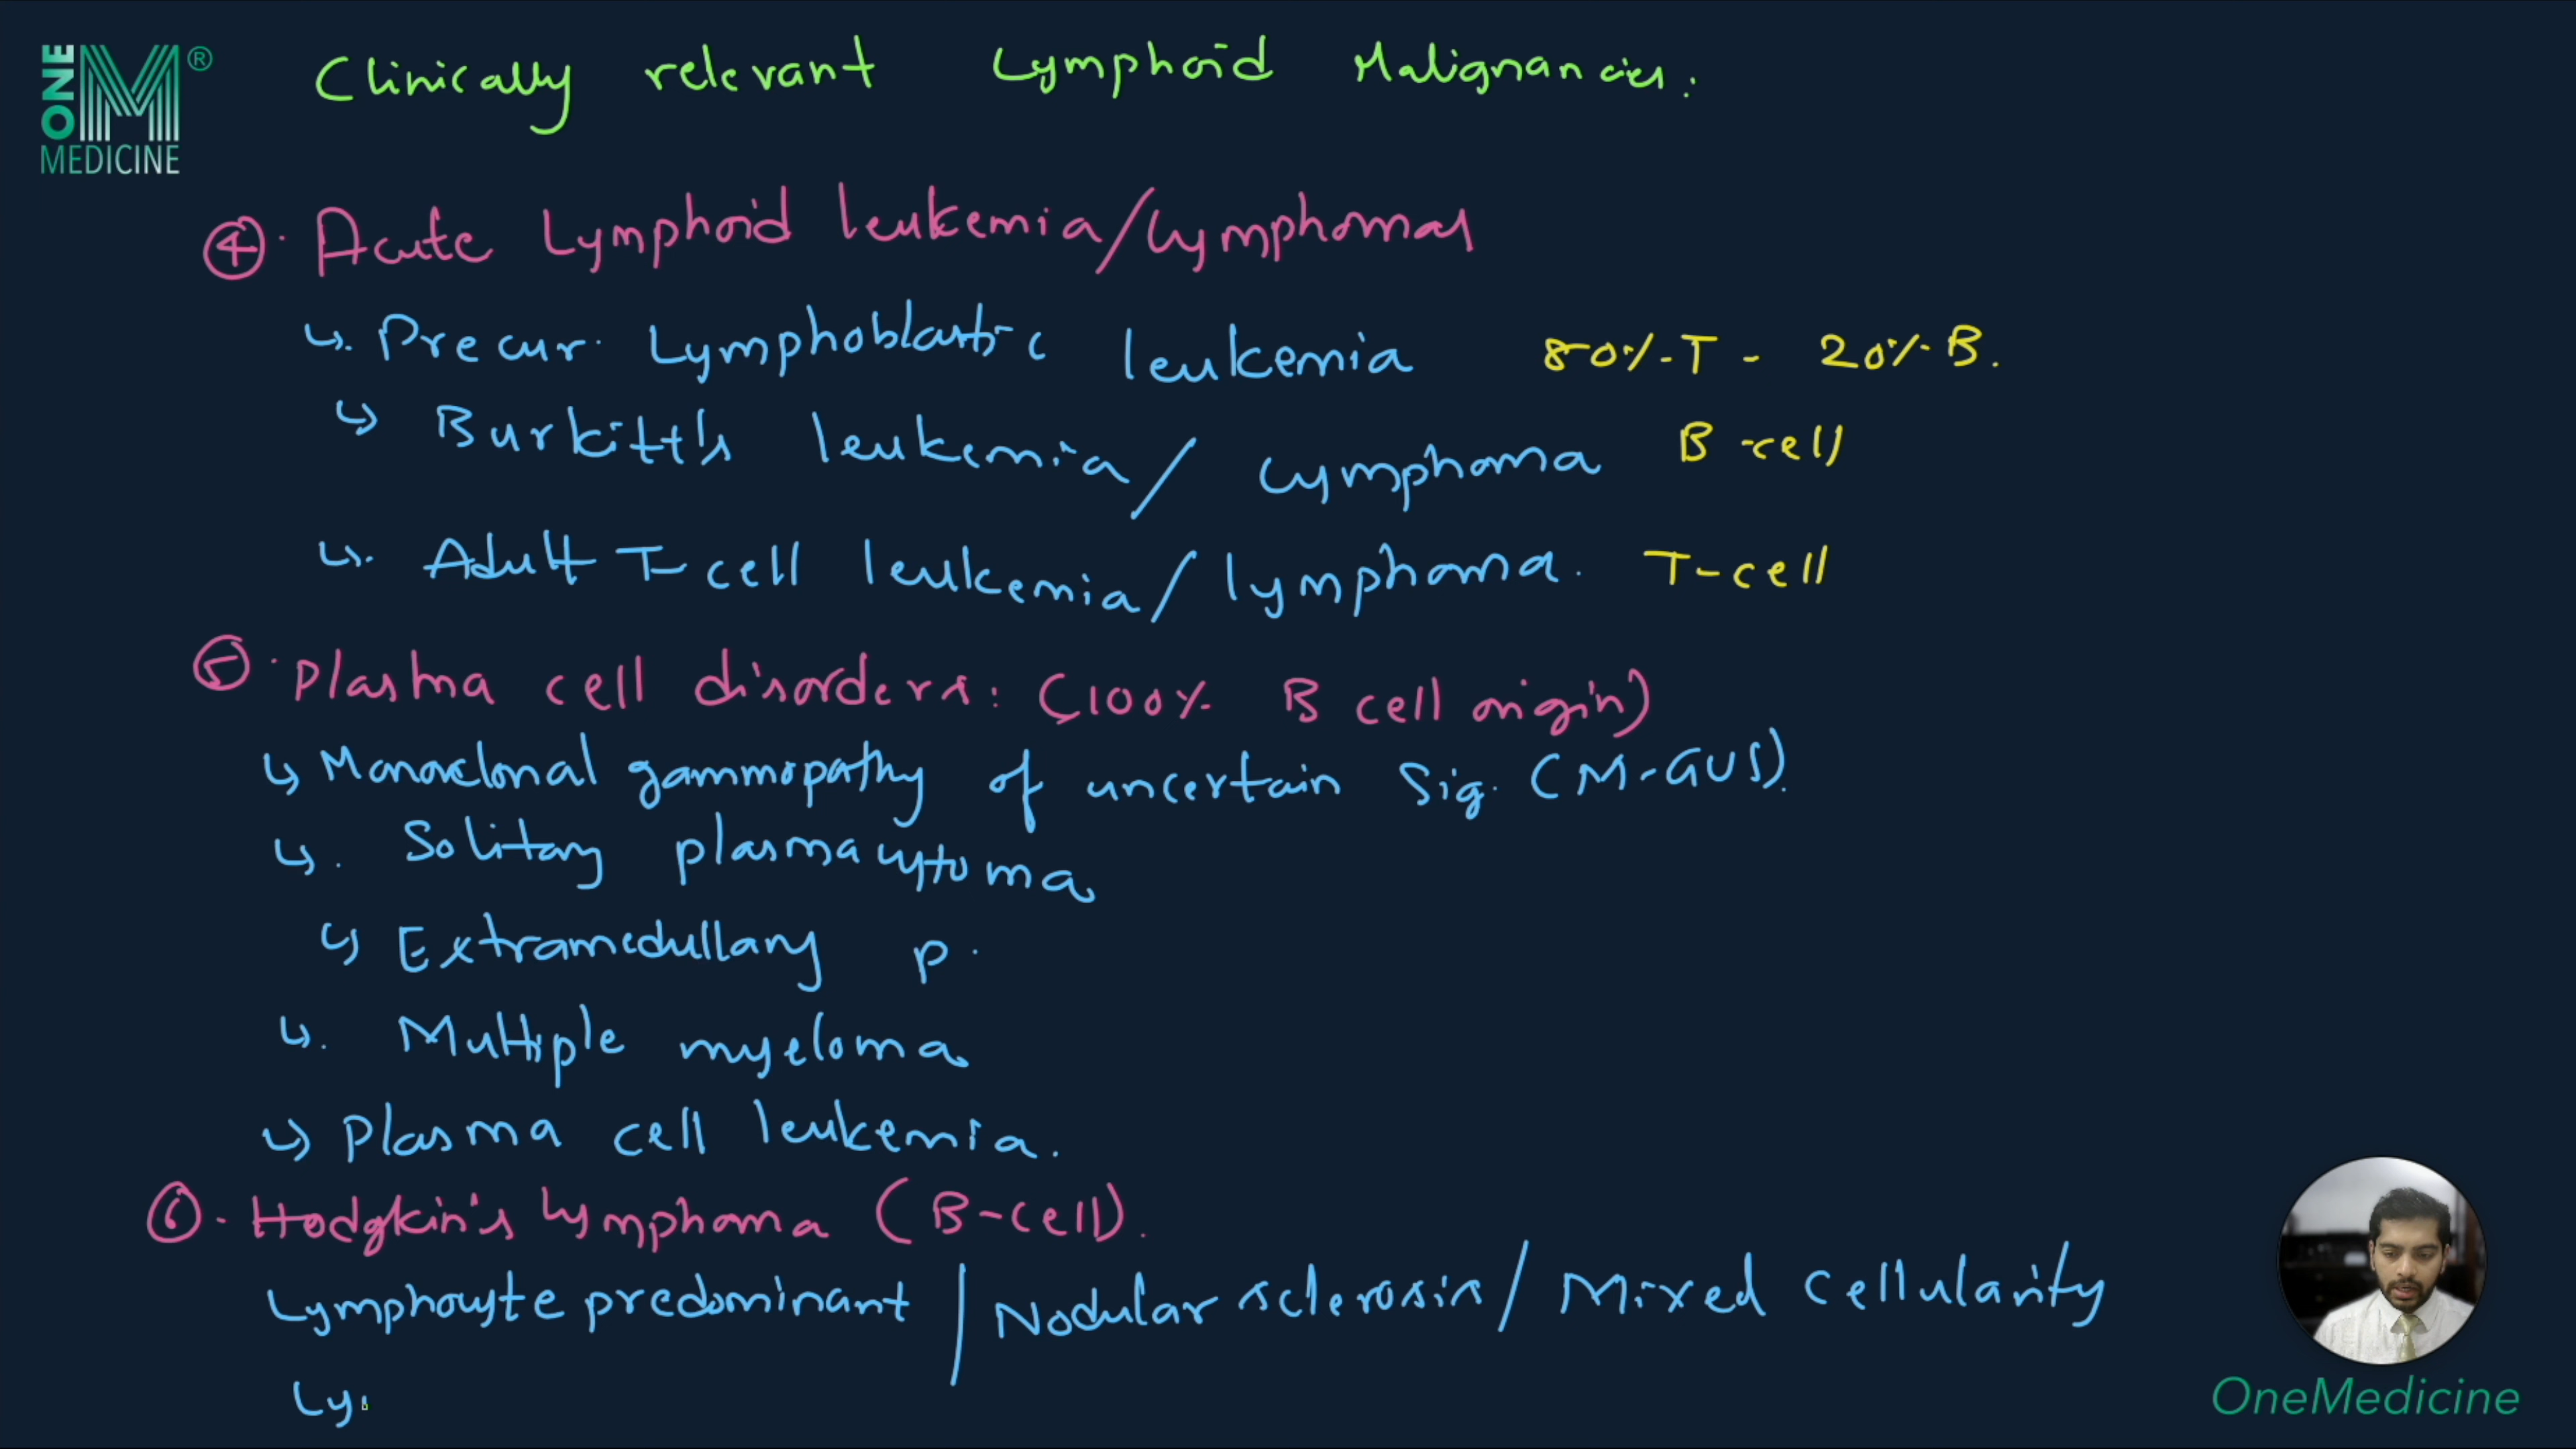 ONE M ®
MEDICINE
Clinically relevant Lymphoid Malignancies:
④. Acute Lymphoid leukemia/Lymphomas
↳. Precur. Lymphoblastic leukemia 80%-T - 20%-B.
↳ Burkitt's leukemia/ lymphoma B-cell
↳. Adult T-cell leukemia/lymphoma. T-cell
⑤. Plasma cell disorders: (100% B cell origin)
↳ Monoclonal gammopathy of uncertain Sig. (M-GUS).
↳. Solitary plasmacytoma
↳ Extramedullary P.
↳. Multiple myeloma
↳ Plasma cell leukemia.
⑥. Hodgkin's lymphoma (B-cell).
Lymphocyte predominant / Nodular sclerosis/ Mixed cellularity
Ly
OneMedicine